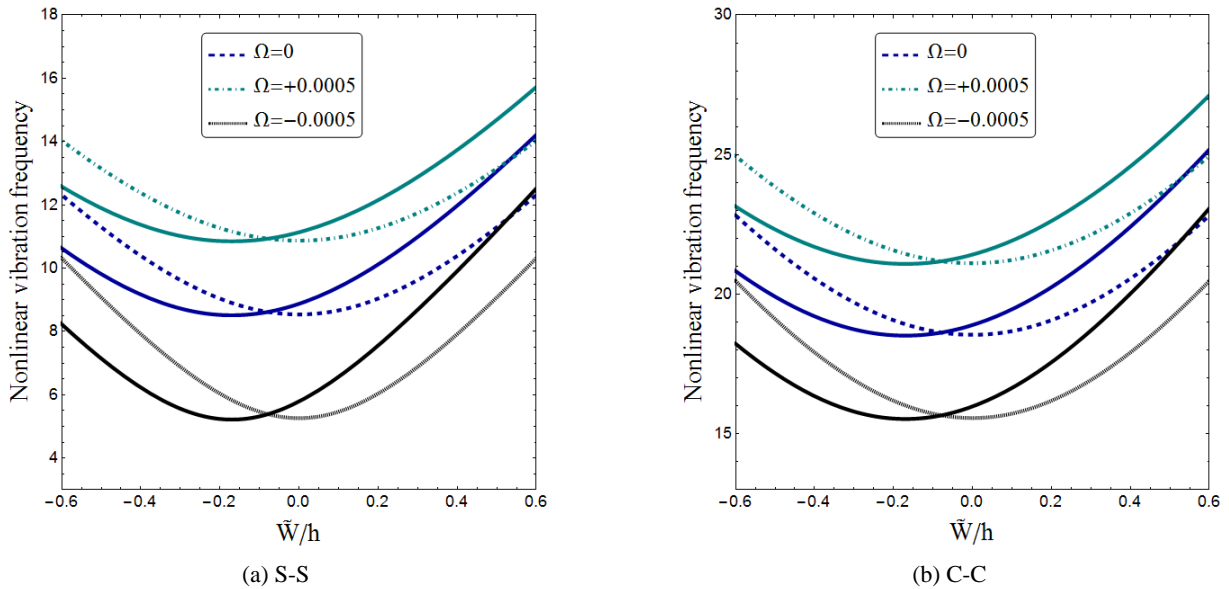 Ω=0
Ω=+0.0005
Ω=−0.0005
Nonlinear vibration frequency
18
16
14
12
10
8
6
4
−0.6
−0.4
−0.2
0.0
0.2
0.4
0.6
W̃/h
(a) S-S
Ω=0
Ω=+0.0005
Ω=−0.0005
Nonlinear vibration frequency
30
25
20
15
−0.6
−0.4
−0.2
0.0
0.2
0.4
0.6
W̃/h
(b) C-C